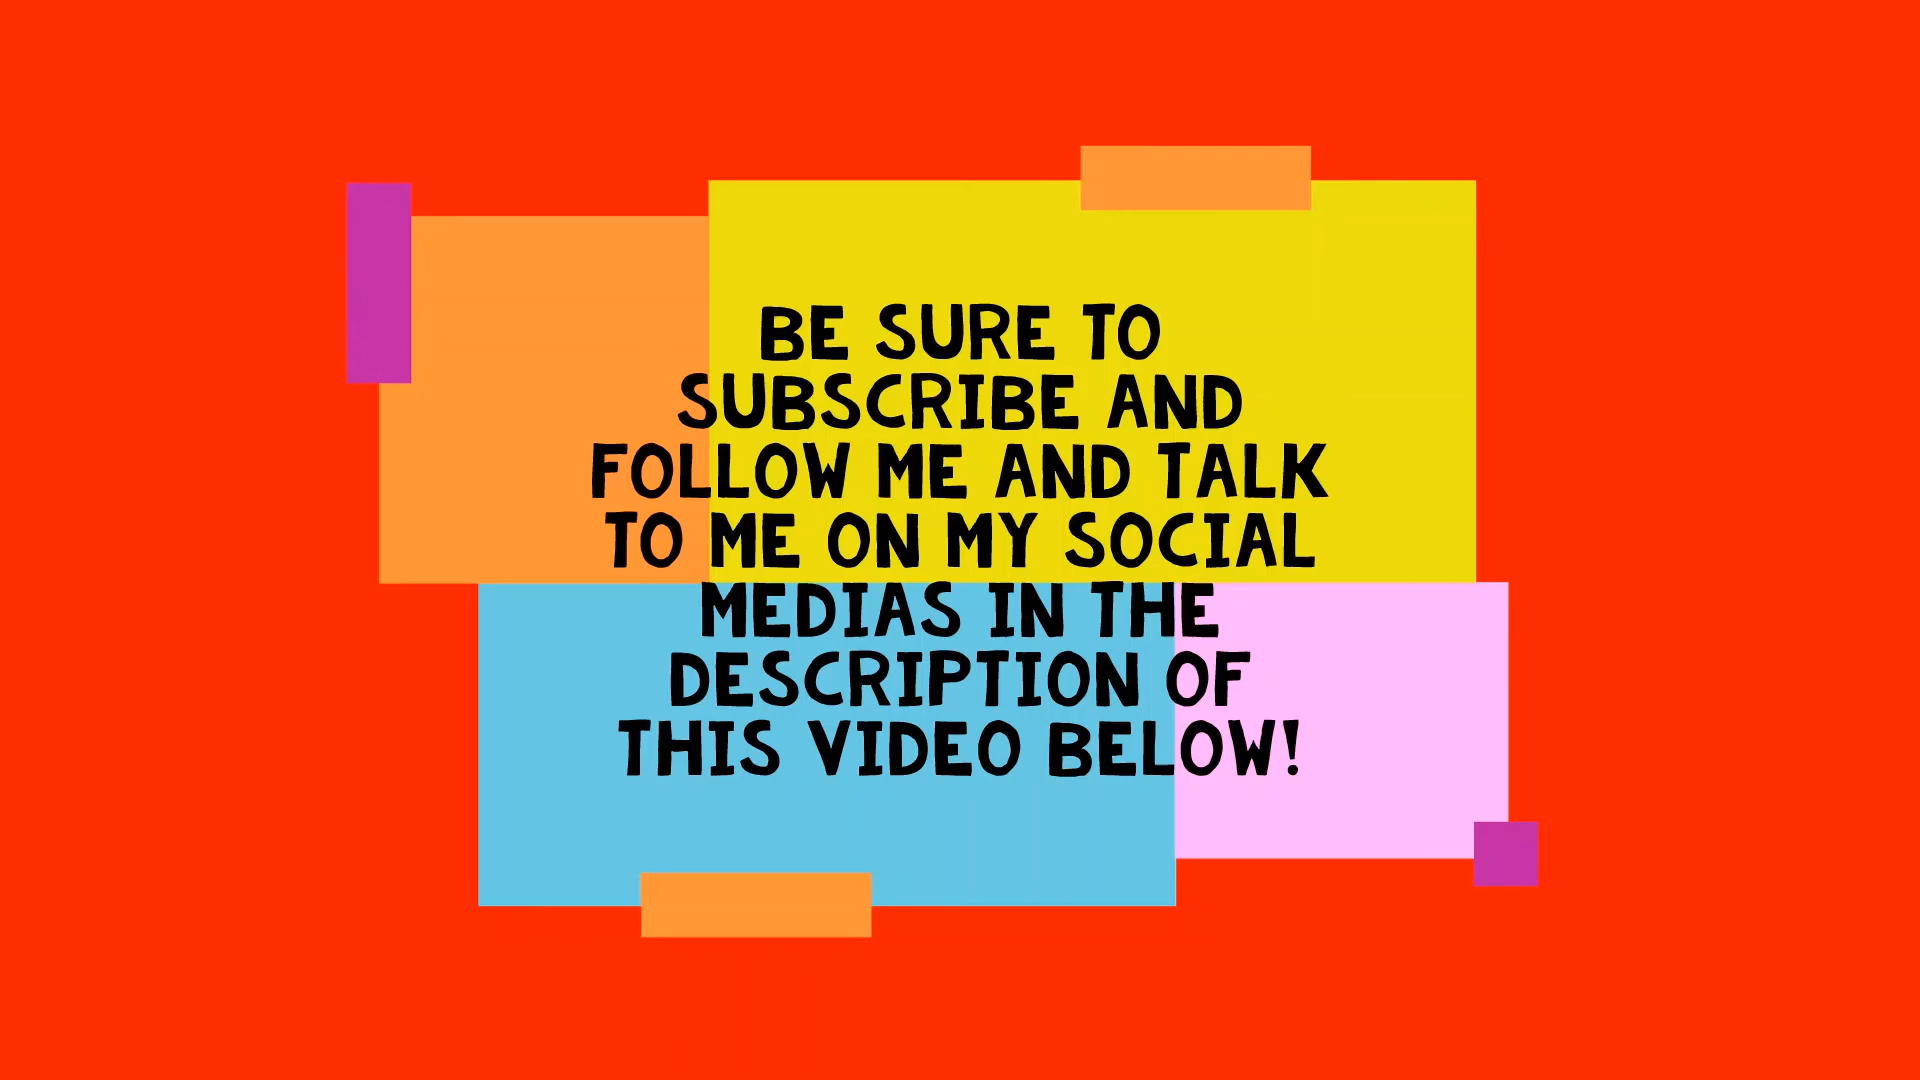 BE SURE TO
SUBSCRIBE AND
FOLLOW ME AND TALK
TO ME ON MY SOCIAL
MEDIAS IN THE
DESCRIPTION OF
THIS VIDEO BELOW!